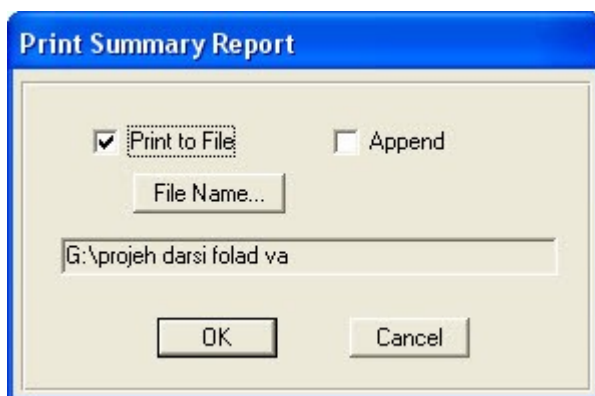 Print Summary Report
Print to File Append
File Name...
G:\projeh darsi folad va
OK Cancel